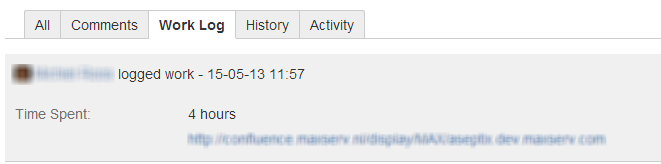 All Comments Work Log History Activity
logged work - 15-05-13 11:57
Time Spent: 4 hours